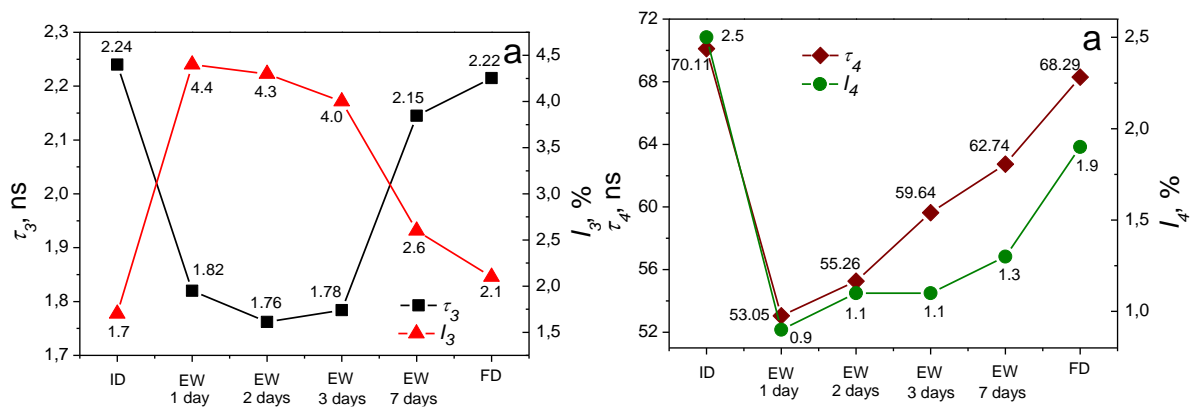 a
2,3
2,2
2,1
2,0
1,9
1,8
1,7
τ3, ns
4,5
4,0
3,5
3,0
2,5
2,0
1,5
I3, %
2.24
1.82
1.76
1.78
2.15
2.22
1.7
4.4
4.3
4.0
2.6
2.1
τ3
I3
ID
EW
1 day
EW
2 days
EW
3 days
EW
7 days
FD
a
72
68
64
60
56
52
τ4, ns
2,5
2,0
1,5
1,0
I4, %
τ4
I4
70.11
53.05
55.26
59.64
62.74
68.29
2.5
0.9
1.1
1.1
1.3
1.9
ID
EW
1 days
EW
2 days
EW
3 days
EW
7 days
FD